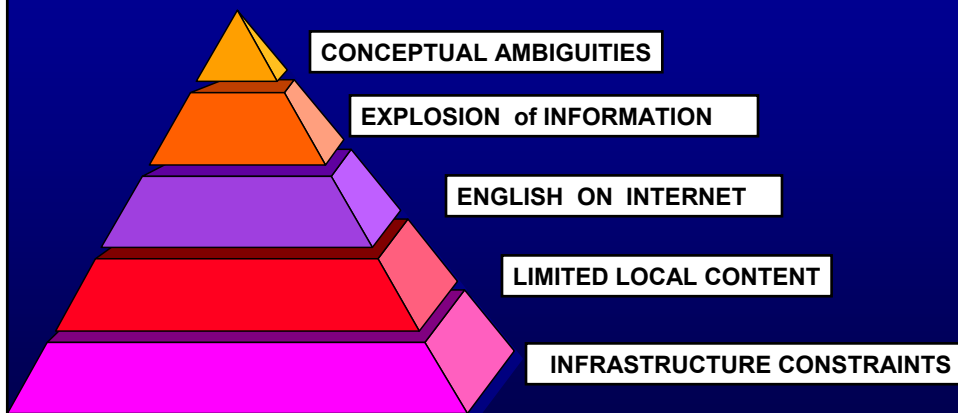 CONCEPTUAL AMBIGUITIES
EXPLOSION of INFORMATION
ENGLISH ON INTERNET
LIMITED LOCAL CONTENT
INFRASTRUCTURE CONSTRAINTS